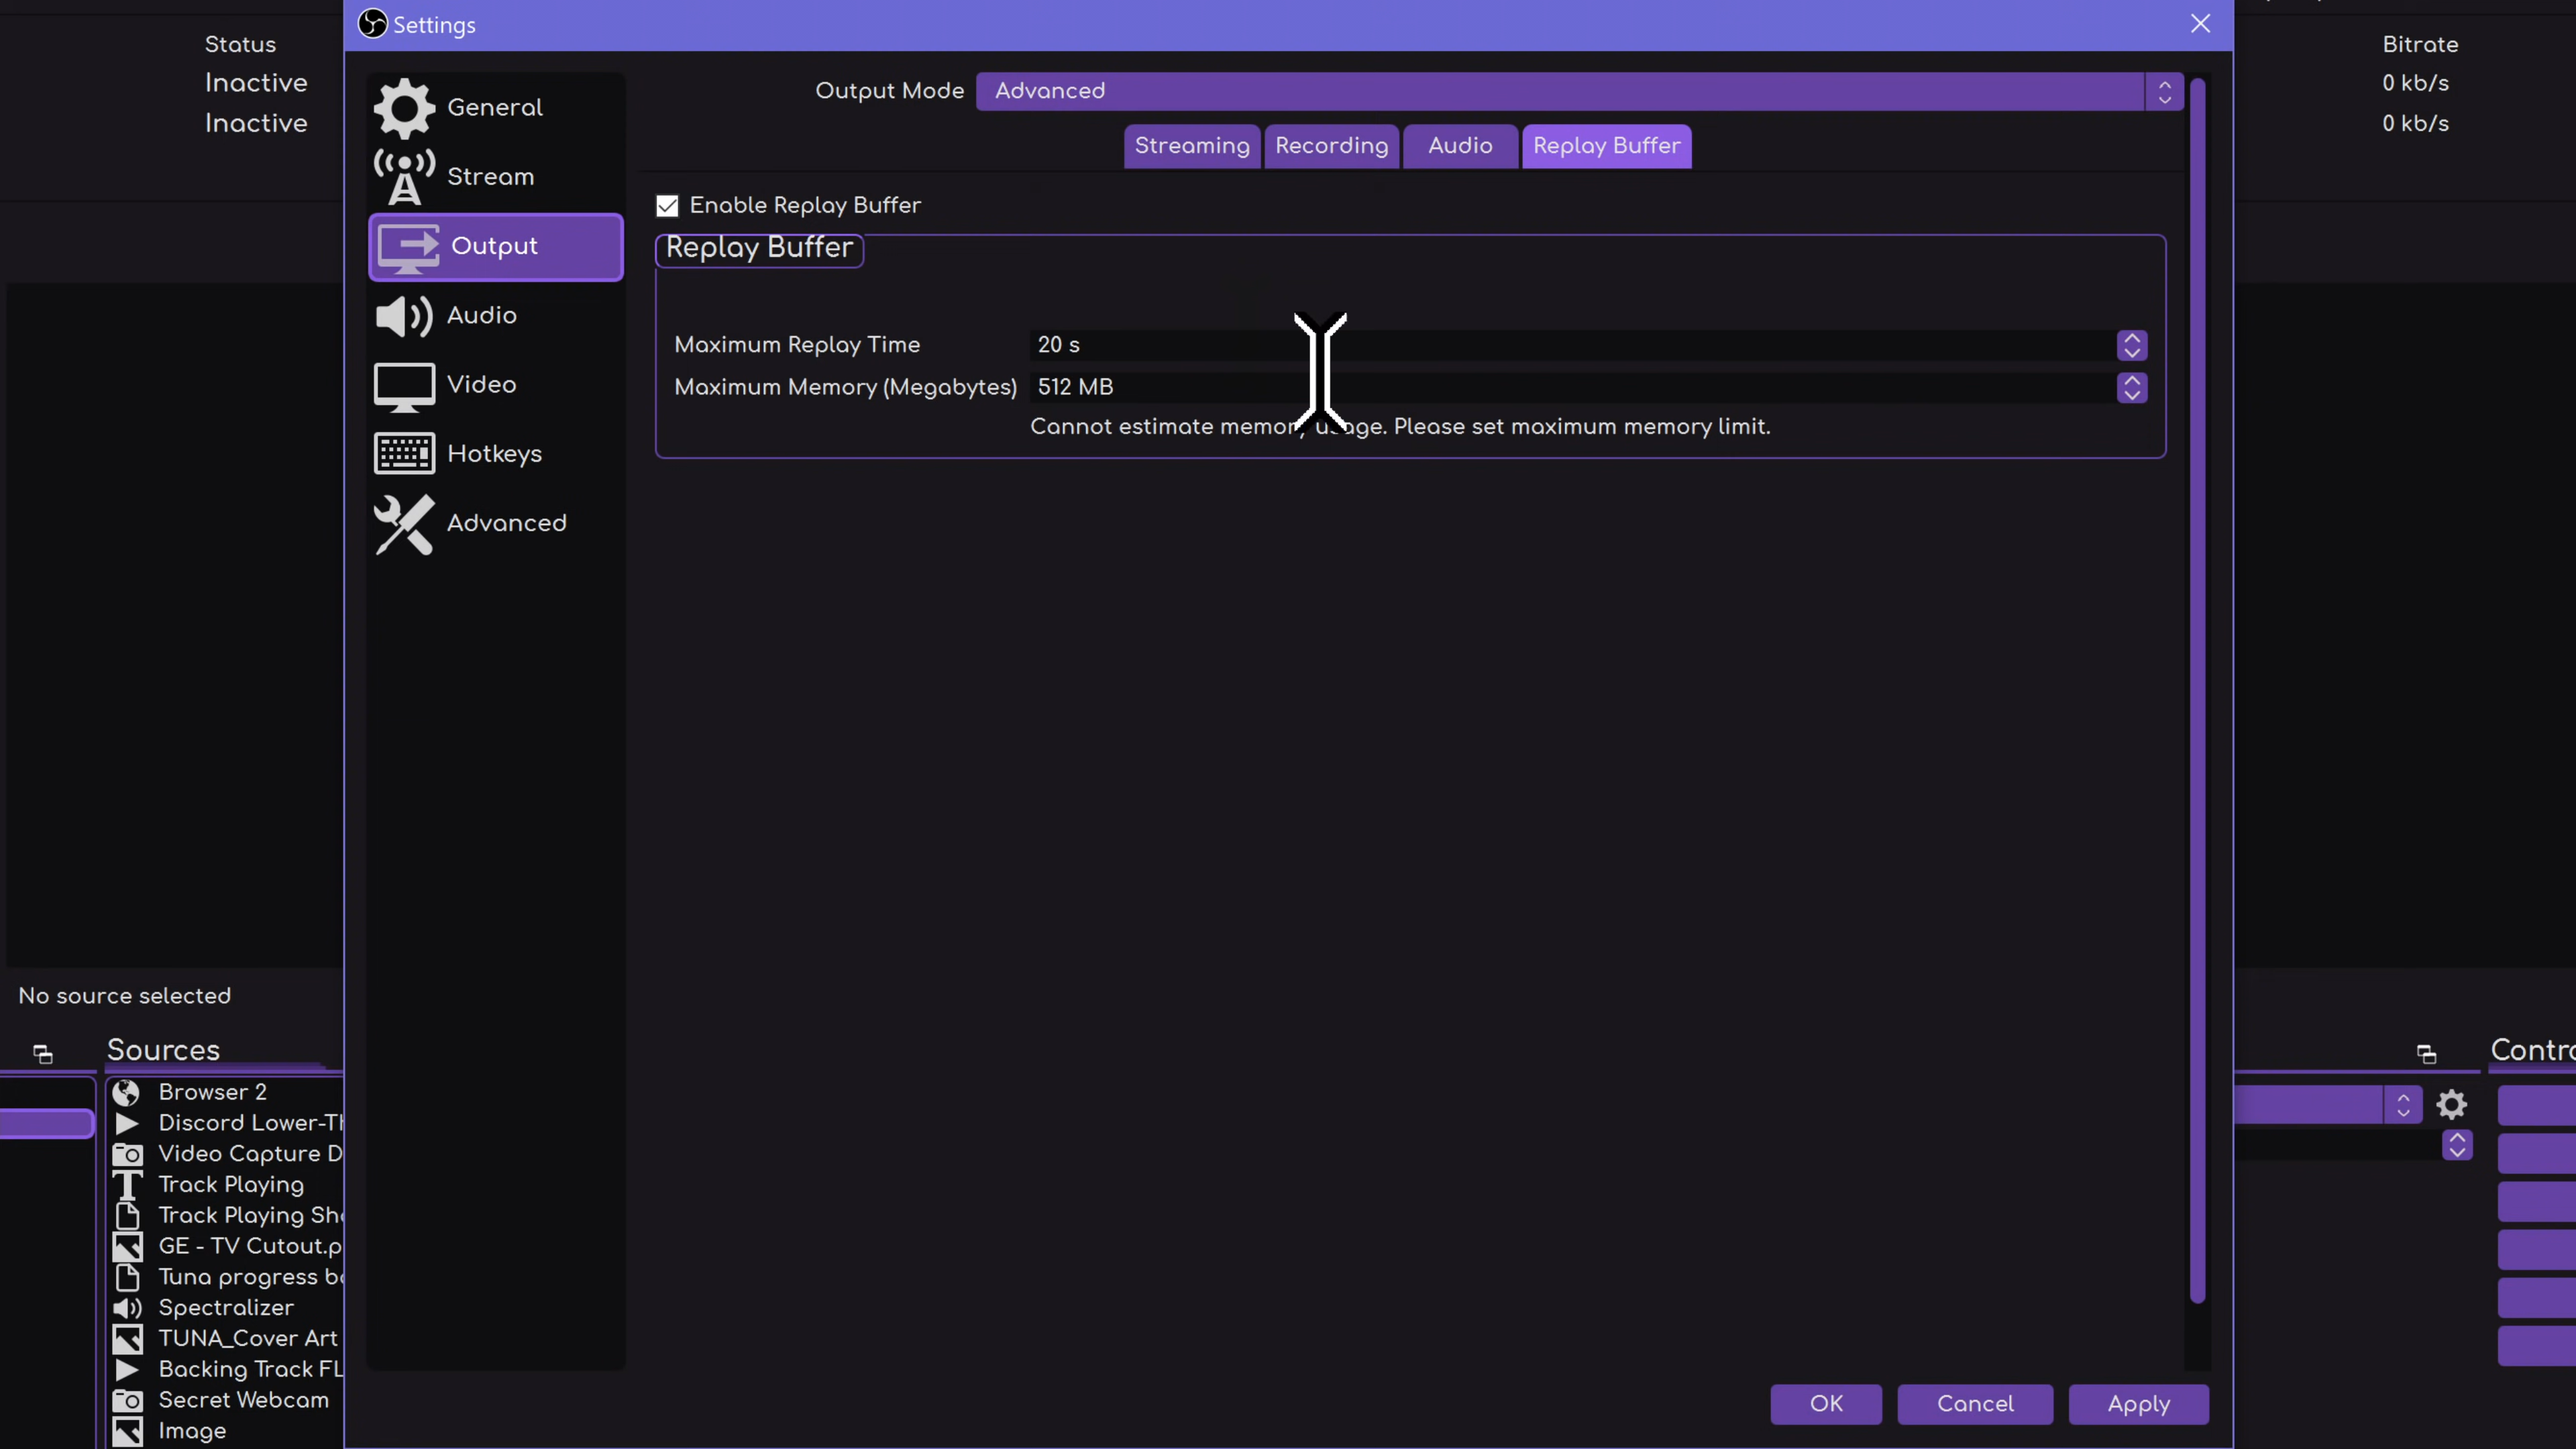 Settings
Status
Inactive
Inactive
Bitrate
0 kb/s
0 kb/s
General
Stream
Output
Audio
Video
Hotkeys
Advanced
Output Mode Advanced
Streaming Recording Audio Replay Buffer
Enable Replay Buffer
Replay Buffer
Maximum Replay Time 20 s
Maximum Memory (Megabytes) 512 MB
Cannot estimate memory usage. Please set maximum memory limit.
No source selected
Sources
Browser 2
Discord Lower-Th
Video Capture D
Track Playing
Track Playing Sh
GE - TV Cutout.p
Tuna progress b
Spectralizer
TUNA_Cover Art
Backing Track FL
Secret Webcam
Image
Contro
OK Cancel Apply